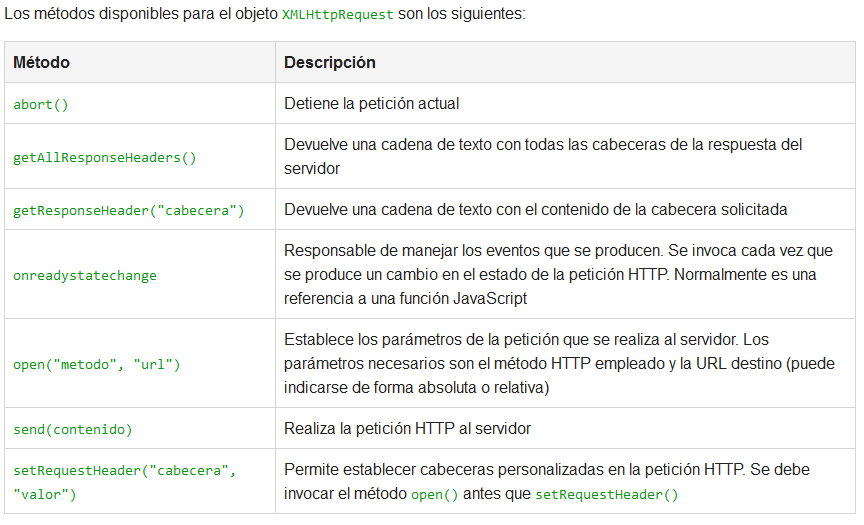 Los métodos disponibles para el objeto XMLHttpRequest son los siguientes:
Método Descripción
abort() Detiene la petición actual
getAllResponseHeaders() Devuelve una cadena de texto con todas las cabeceras de la respuesta del
servidor
getResponseHeader("cabecera") Devuelve una cadena de texto con el contenido de la cabecera solicitada
onreadystatechange Responsable de manejar los eventos que se producen. Se invoca cada vez que
se produce un cambio en el estado de la petición HTTP. Normalmente es una
referencia a una función JavaScript
open("metodo", "url") Establece los parámetros de la petición que se realiza al servidor. Los
parámetros necesarios son el método HTTP empleado y la URL destino (puede
indicarse de forma absoluta o relativa)
send(contenido) Realiza la petición HTTP al servidor
setRequestHeader("cabecera", Permite establecer cabeceras personalizadas en la petición HTTP. Se debe
"valor") invocar el método open() antes que setRequestHeader()